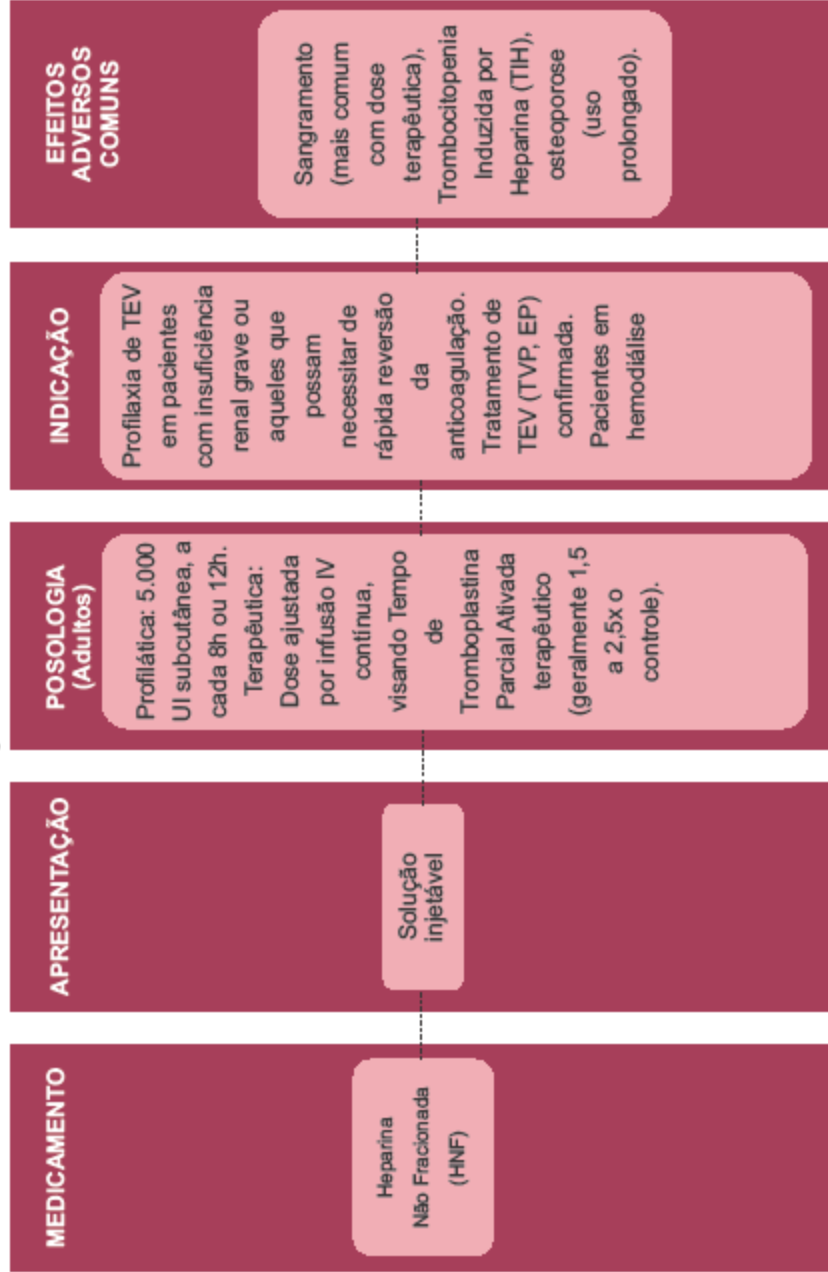 MEDICAMENTO
Heparina
Não Fracionada
(HNF)
APRESENTAÇÃO
Solução
injetável
POSOLOGIA
(Adultos)
Profilática: 5.000
UI subcutânea, a
cada 8h ou 12h.
Terapêutica:
Dose ajustada
por infusão IV
contínua,
visando Tempo
de
Tromboplastina
Parcial Ativada
terapêutico
(geralmente 1,5
a 2,5x o
controle).
INDICAÇÃO
Profilaxia de TEV
em pacientes
com insuficiência
renal grave ou
aqueles que
possam
necessitar de
rápida reversão
da
anticoagulação.
Tratamento de
TEV (TVP, EP)
confirmada.
Pacientes em
hemodiálise
EFEITOS
ADVERSOS
COMUNS
Sangramento
(mais comum
com dose
terapêutica),
Trombocitopenia
Induzida por
Heparina (TIH),
osteoporose
(uso
prolongado).